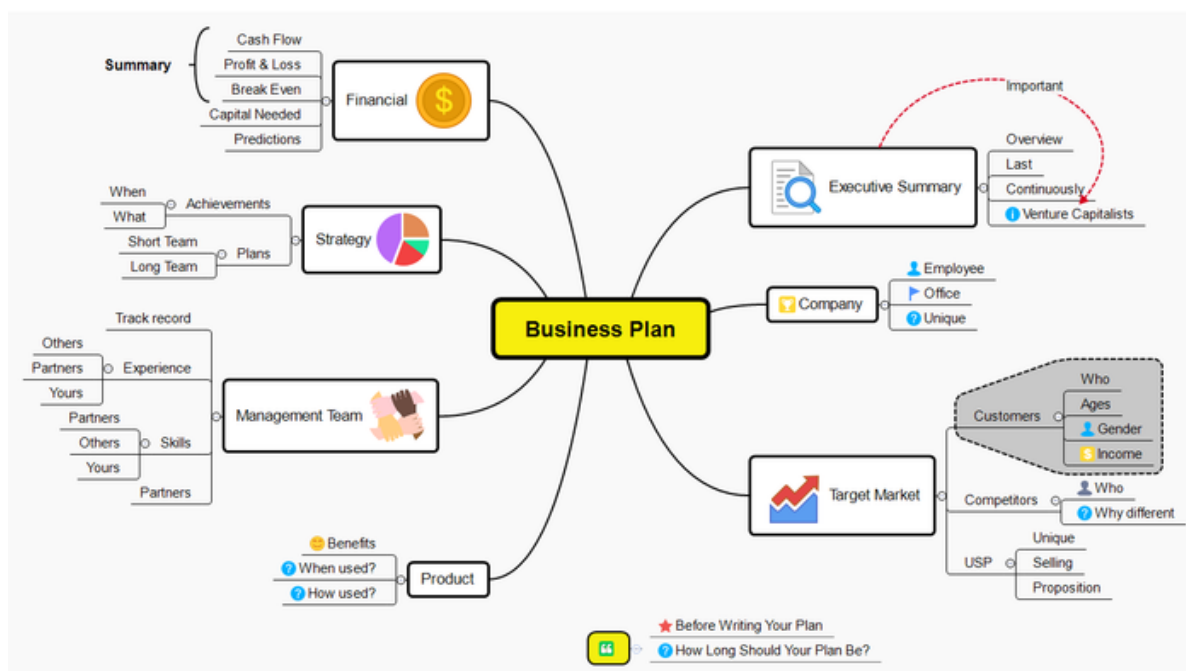 Business Plan
Executive Summary
Important
Overview
Last
Continuously
Venture Capitalists
Company
Employee
Office
Unique
Target Market
Customers
Who
Ages
Gender
Income
Competitors
Who
Why different
USP
Unique
Selling
Proposition
Financial
Summary
Cash Flow
Profit & Loss
Break Even
Capital Needed
Predictions
Strategy
Achievements
When
What
Plans
Short Team
Long Team
Management Team
Track record
Experience
Others
Partners
Yours
Skills
Partners
Others
Yours
Partners
Product
Benefits
When used?
How used?
Before Writing Your Plan
How Long Should Your Plan Be?